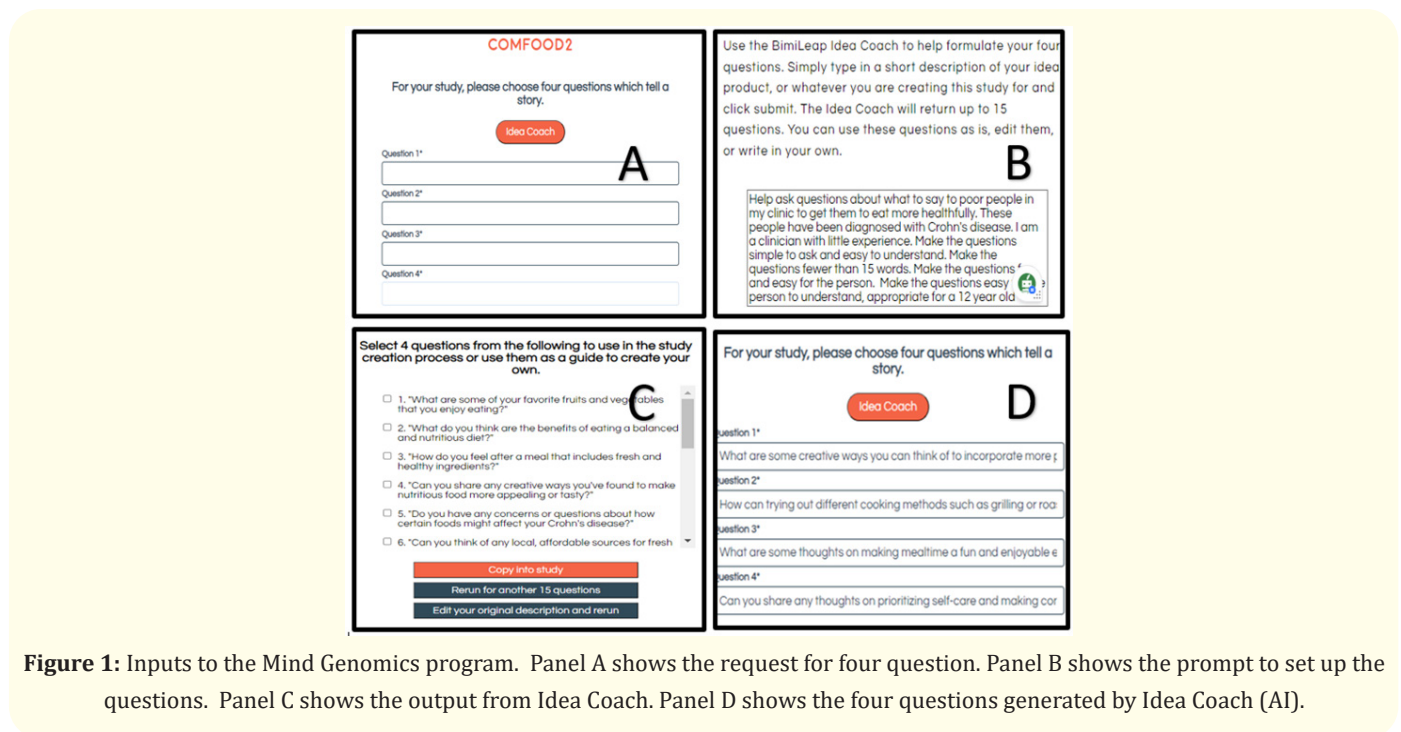 COMFOOD2
For your study, please choose four questions which tell a
story.
Idea Coach
A
Question 1*
Question 2*
Question 3*
Question 4*
Use the BimiLeap Idea Coach to help formulate your four
questions. Simply type in a short description of your idea
product, or whatever you are creating this study for and
click submit. The Idea Coach will return up to 15
questions. You can use these questions as is, edit them,
or write in your own.
B
Help ask questions about what to say to poor people in
my clinic to get them to eat more healthfully. These
people have been diagnosed with Crohn's disease. I am
a clinician with little experience. Make the questions
simple to ask and easy to understand. Make the
questions fewer than 15 words. Make the questions
and easy for the person. Make the questions easy
person to understand, appropriate for a 12 year old
Select 4 questions from the following to use in the study
creation process or use them as a guide to create your
own.
C
1. "What are some of your favorite fruits and vegetables
that you enjoy eating?"
2. "What do you think are the benefits of eating a balanced
and nutritious diet?"
3. "How do you feel after a meal that includes fresh and
healthy ingredients?"
4. "Can you share any creative ways you've found to make
nutritious food more appealing or tasty?"
5. "Do you have any concerns or questions about how
certain foods might affect your Crohn's disease?"
6. "Can you think of any local, affordable sources for fresh
Copy into study
Rerun for another 15 questions
Edit your original description and rerun
For your study, please choose four questions which tell a
story.
Idea Coach
D
uestion 1*
What are some creative ways you can think of to incorporate more p
uestion 2*
How can trying out different cooking methods such as grilling or roa
uestion 3*
What are some thoughts on making mealtime a fun and enjoyable e
uestion 4*
Can you share any thoughts on prioritizing self-care and making cor
Figure 1: Inputs to the Mind Genomics program. Panel A shows the request for four question. Panel B shows the prompt to set up the
questions. Panel C shows the output from Idea Coach. Panel D shows the four questions generated by Idea Coach (AI).